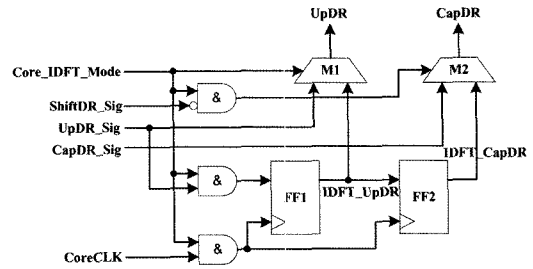 UpDR
CapDR
Core_IDFT_Mode
M1
M2
&
ShiftDR_Sig
UpDR_Sig
CapDR_Sig
IDFT_CapDR
&
FF1
IDFT_UpDR
FF2
&
CoreCLK